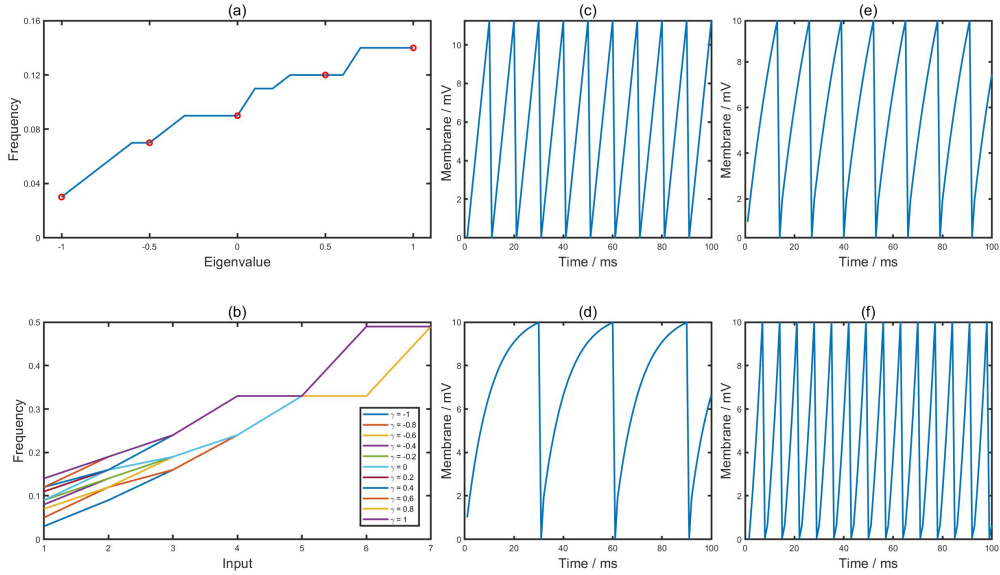 (a)
0.16
0.12
0.08
0.04
0
Frequency
-1
-0.5
0
0.5
1
Eigenvalue
(c)
10
8
6
4
2
0
Membrane / mV
0
20
40
60
80
100
Time / ms
(e)
10
8
6
4
2
0
Membrane / mV
0
20
40
60
80
100
Time / ms
(b)
0.5
0.4
0.3
0.2
0.1
0
Frequency
1
2
3
4
5
6
7
Input
γ = -1
γ = -0.8
γ = -0.6
γ = -0.4
γ = -0.2
γ = 0
γ = 0.2
γ = 0.4
γ = 0.6
γ = 0.8
γ = 1
(d)
10
8
6
4
2
0
Membrane / mV
0
20
40
60
80
100
Time / ms
(f)
10
8
6
4
2
0
Membrane / mV
0
20
40
60
80
100
Time / ms